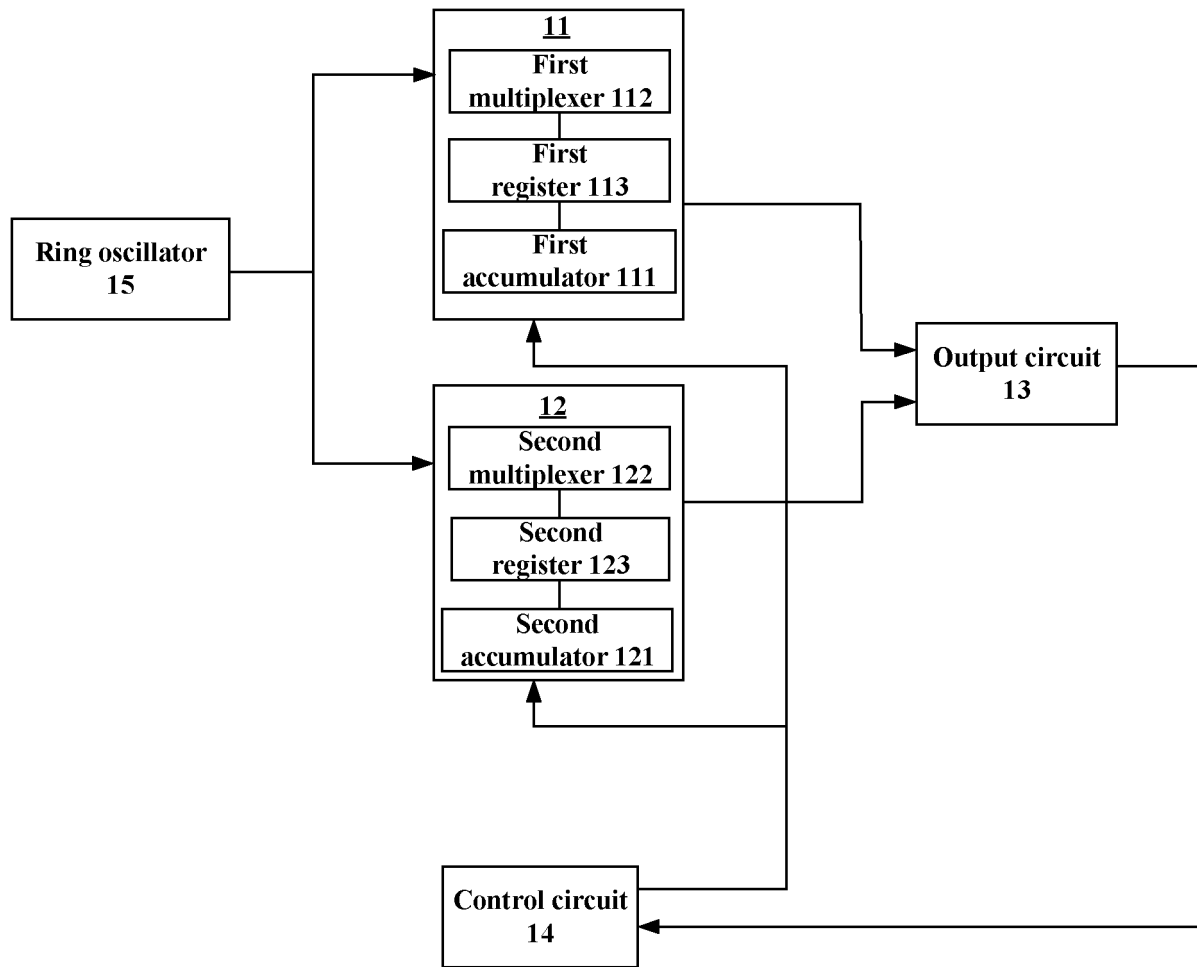 11
First
multiplexer 112
First
register 113
First
accumulator 111
Ring oscillator
15
Output circuit
13
12
Second
multiplexer 122
Second
register 123
Second
accumulator 121
Control circuit
14